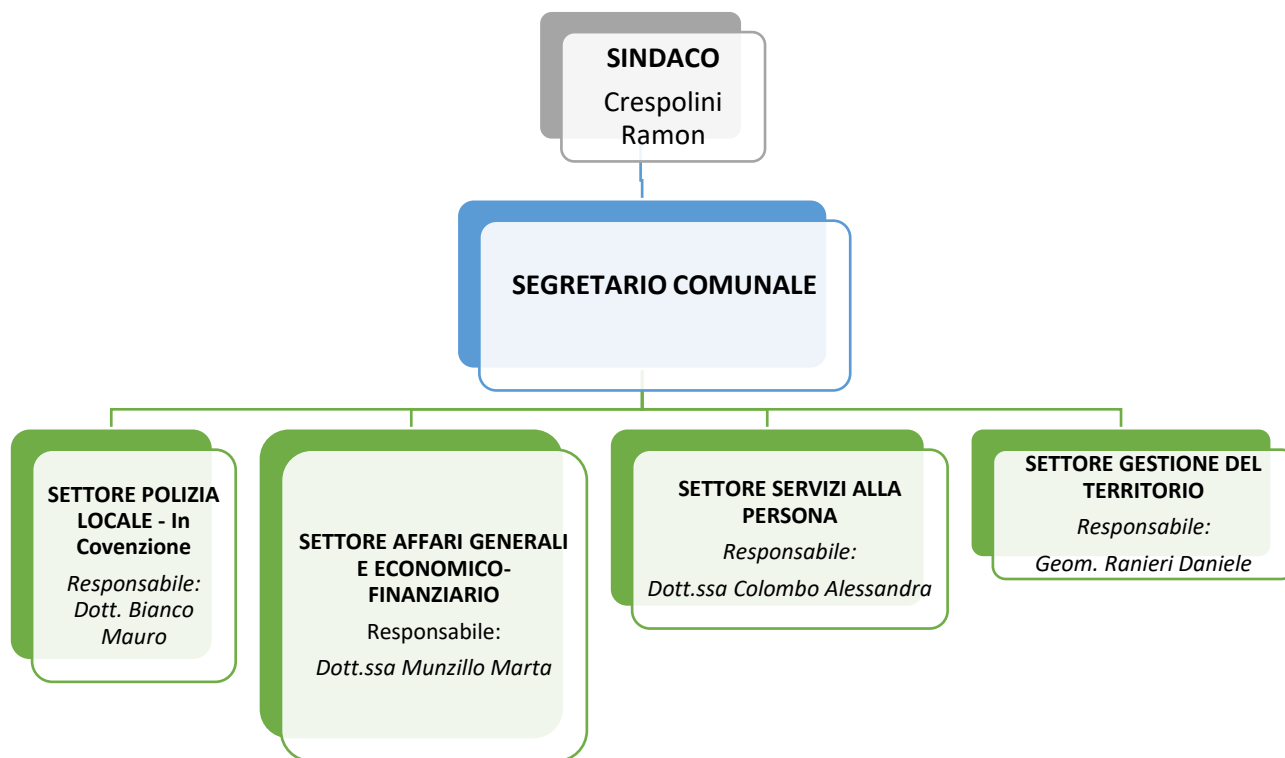 SINDACO
Crespolini
Ramon
SEGRETARIO COMUNALE
SETTORE POLIZIA
LOCALE - In
Covenzione
Responsabile:
Dott. Bianco
Mauro
SETTORE AFFARI GENERALI
E ECONOMICO-
FINANZIARIO
Responsabile:
Dott.ssa Munzillo Marta
SETTORE SERVIZI ALLA
PERSONA
Responsabile:
Dott.ssa Colombo Alessandra
SETTORE GESTIONE DEL
TERRITORIO
Responsabile:
Geom. Ranieri Daniele